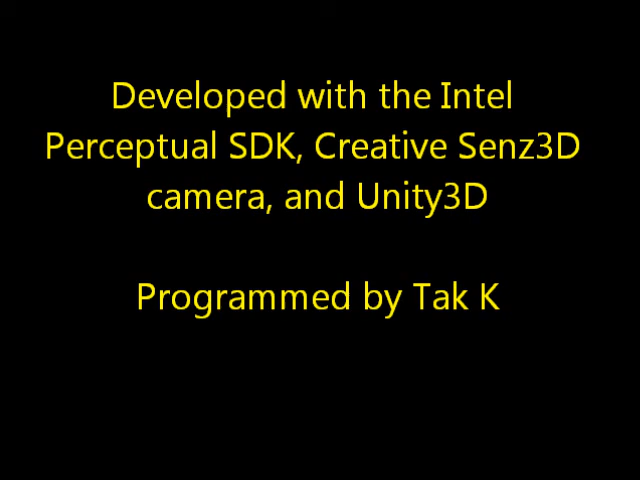 Developed with the Intel
Perceptual SDK, Creative Senz3D
camera, and Unity3D
Programmed by Tak K